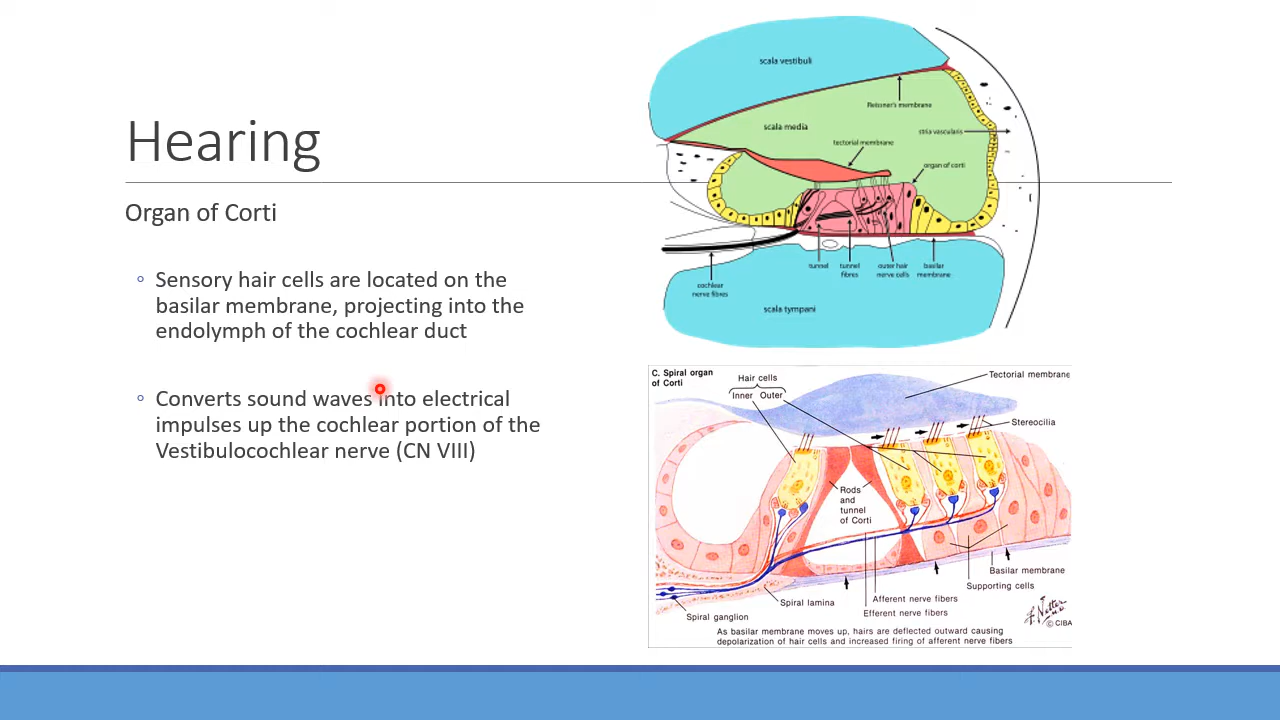 Hearing
Organ of Corti
Sensory hair cells are located on the
basilar membrane, projecting into the
endolymph of the cochlear duct
Converts sound waves into electrical
impulses up the cochlear portion of the
Vestibulocochlear nerve (CN VIII)
scala vestibuli
Reissner's membrane
scala media
stria vascularis
tectorial membrane
organ of corti
tunnel
tunnel
fibres
outer hair
nerve cells
basilar
membrane
cochlear
nerve fibres
scala tympani
C. Spiral organ
of Corti
Hair cells
Inner Outer
Tectorial membrane
Stereocilia
Rods
and
tunnel
of Corti
Basilar membrane
Supporting cells
Spiral lamina
Afferent nerve fibers
Efferent nerve fibers
Spiral ganglion
F. Netter
M.D.
© CIBA
As basilar membrane moves up, hairs are deflected outward causing
depolarization of hair cells and increased firing of afferent nerve fibers